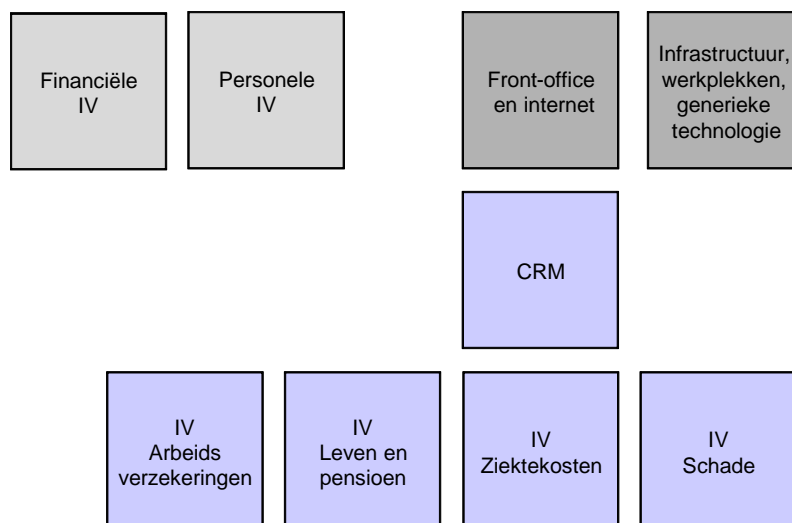 Financiële
IV
Personele
IV
Front-office
en internet
Infrastructuur,
werkplekken,
generieke
technologie
CRM
IV
Arbeids
verzekeringen
IV
Leven en
pensioen
IV
Ziektekosten
IV
Schade